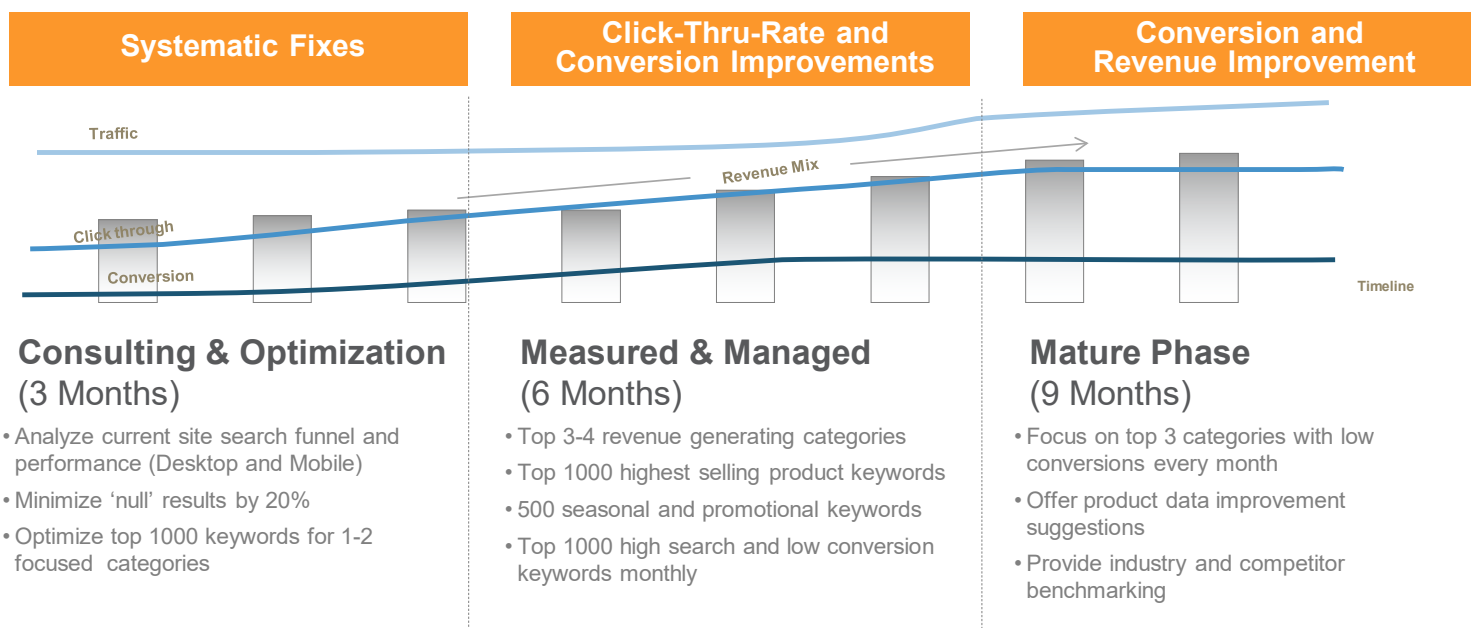 Systematic Fixes
Click-Thru-Rate and
Conversion Improvements
Conversion and
Revenue Improvement
Traffic
Revenue Mix
Click through
Conversion
Timeline
Consulting & Optimization
(3 Months)
• Analyze current site search funnel and
performance (Desktop and Mobile)
• Minimize ‘null’ results by 20%
• Optimize top 1000 keywords for 1-2
focused categories
Measured & Managed
(6 Months)
• Top 3-4 revenue generating categories
• Top 1000 highest selling product keywords
• 500 seasonal and promotional keywords
• Top 1000 high search and low conversion
keywords monthly
Mature Phase
(9 Months)
• Focus on top 3 categories with low
conversions every month
• Offer product data improvement
suggestions
• Provide industry and competitor
benchmarking